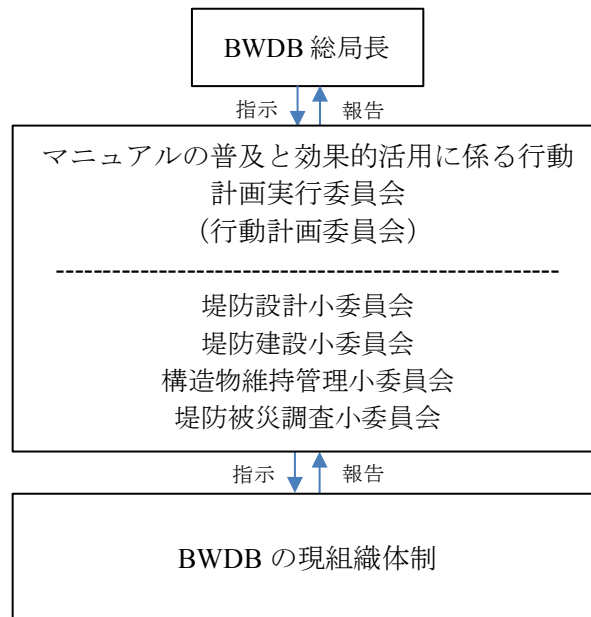 BWDB 総局長
指示 報告
マニュアルの普及と効果的活用に係る行動
計画実行委員会
（行動計画委員会）
堤防設計小委員会
堤防建設小委員会
構造物維持管理小委員会
堤防被災調査小委員会
指示 報告
BWDB の現組織体制